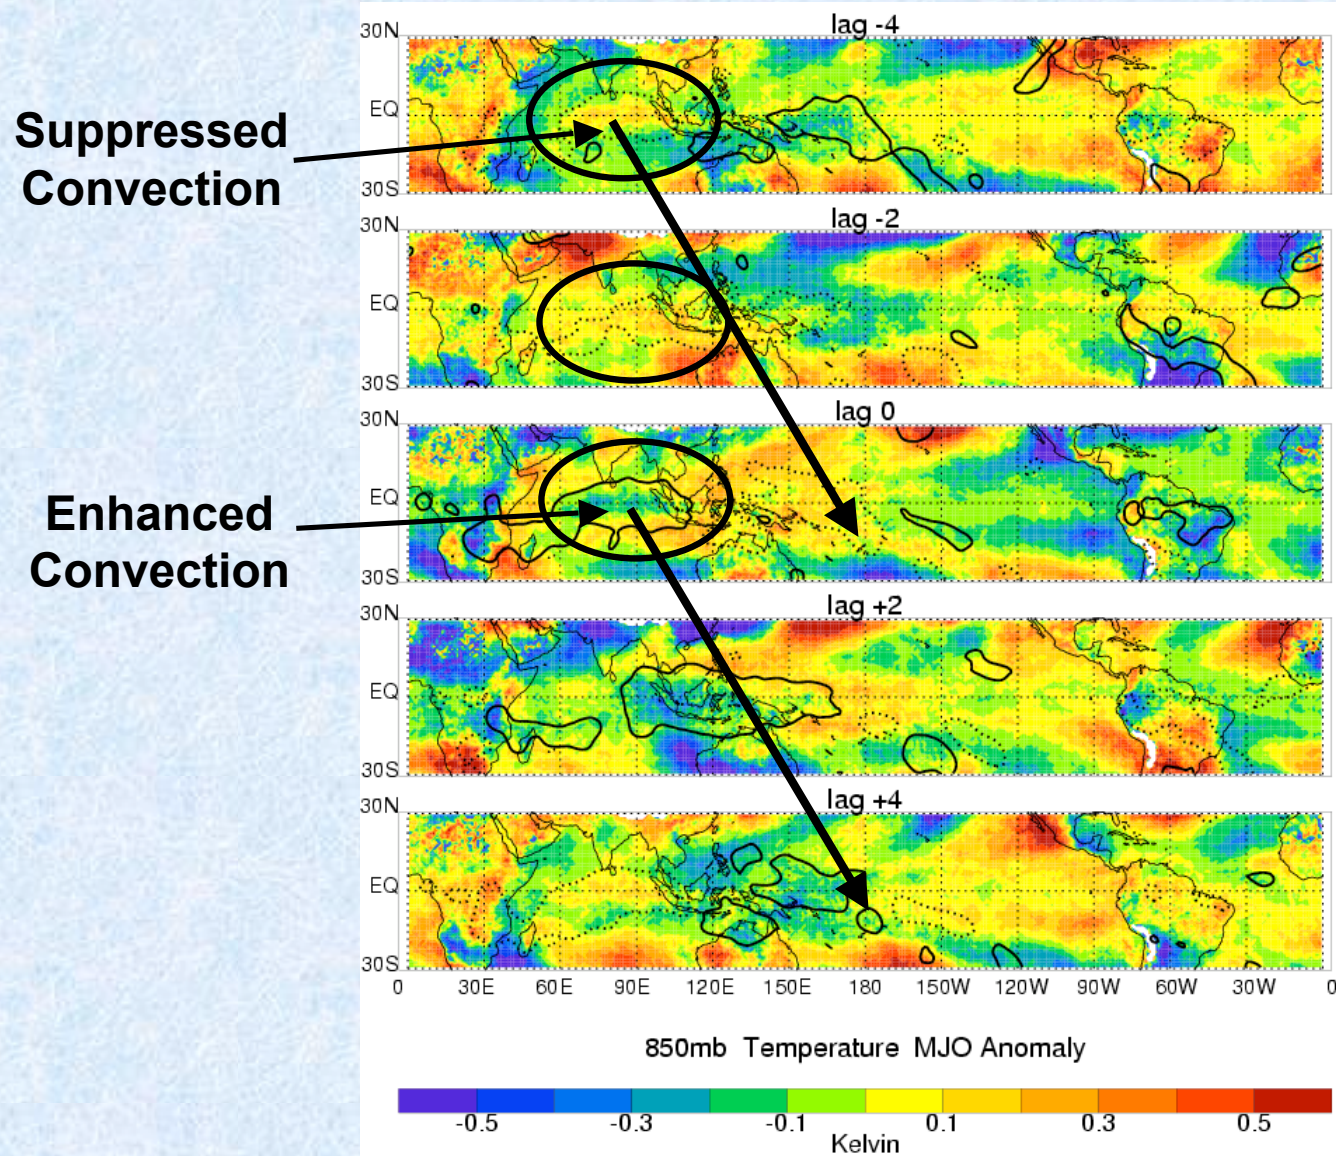 Suppressed
Convection
Enhanced
Convection
lag -4
30N
EQ
30S
lag -2
30N
EQ
30S
lag 0
30N
EQ
30S
lag +2
30N
EQ
30S
lag +4
30N
EQ
30S
0 30E 60E 90E 120E 150E 180 150W 120W 90W 60W 30W 0
850mb Temperature MJO Anomaly
-0.5 -0.3 -0.1 0.1 0.3 0.5
Kelvin